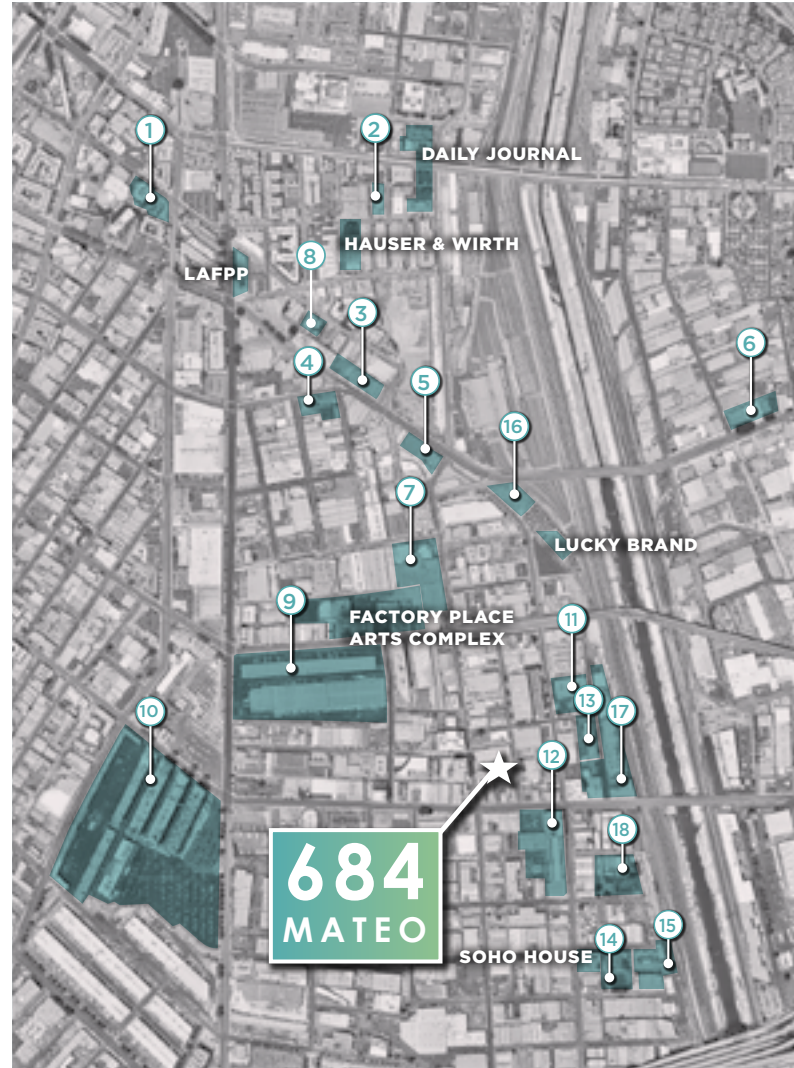 1
2
DAILY JOURNAL
HAUSER & WIRTH
8
LAFPP
3
6
4
5
16
7
LUCKY BRAND
9
FACTORY PLACE
ARTS COMPLEX
11
13
10
17
12
18
684
MATEO
15
14
SOHO HOUSE